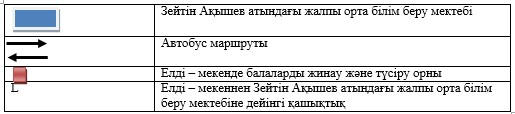 Зейтін Ақышев атындағы жалпы орта білім беру мектебі
Автобус маршруты
Елді – мекенде балаларды жинау және түсіру орны
L
Елді – мекеннен Зейтін Ақышев атындағы жалпы орта білім
беру мектебіне дейінгі қашықтық